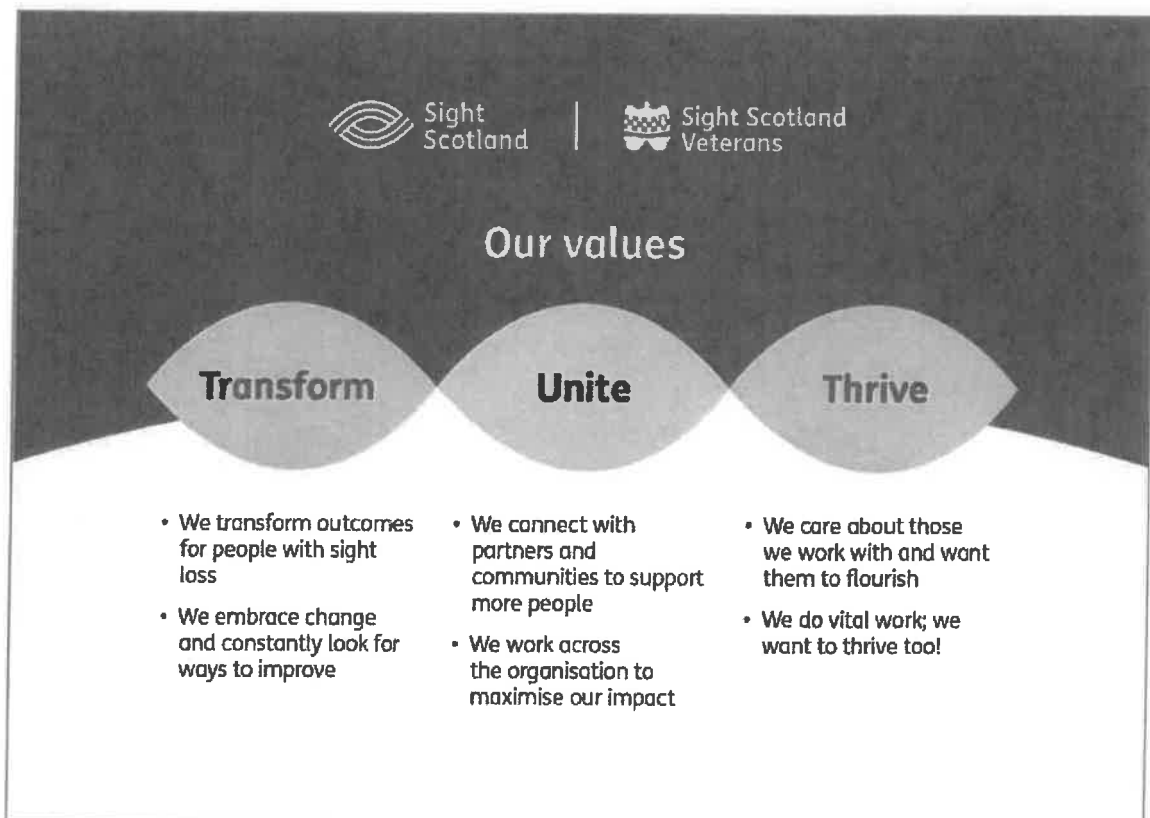 Sight
Scotland
Sight Scotland
Veterans
Our values
Transform
Unite
Thrive
• We transform outcomes
for people with sight
loss
• We embrace change
and constantly look for
ways to improve
• We connect with
partners and
communities to support
more people
• We work across
the organisation to
maximise our impact
• We care about those
we work with and want
them to flourish
• We do vital work; we
want to thrive too!